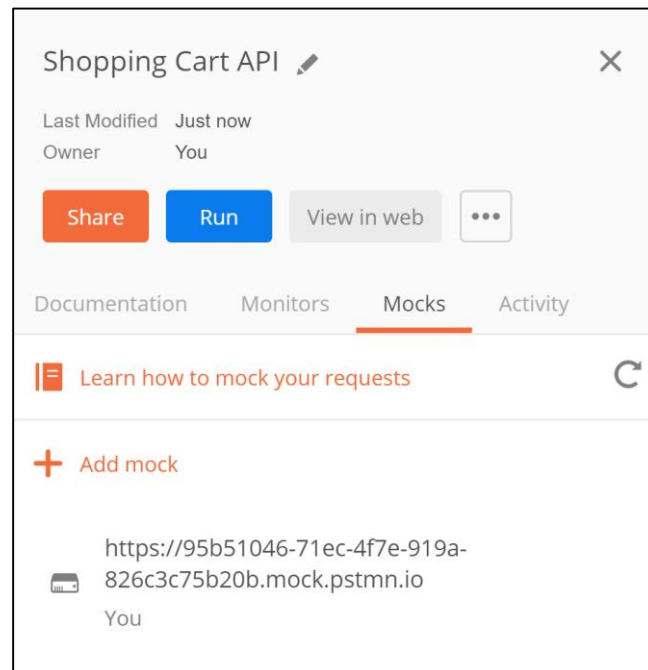 Shopping Cart API
Last Modified Just now
Owner You
Share Run View in web
Documentation Monitors Mocks Activity
Learn how to mock your requests
Add mock
https://95b51046-71ec-4f7e-919a-
826c3c75b20b.mock.pstmn.io
You